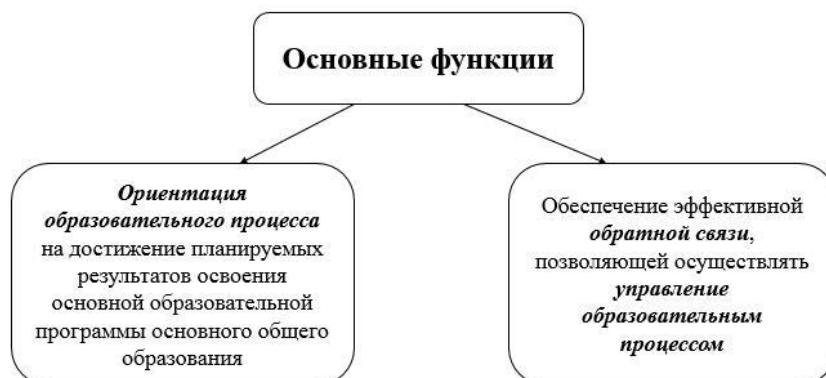 Основные функции
Ориентация
образовательного процесса
на достижение планируемых
результатов освоения
основной образовательной
программы основного общего
образования
Обеспечение эффективной
обратной связи,
позволяющей осуществлять
управление
образовательным
процессом